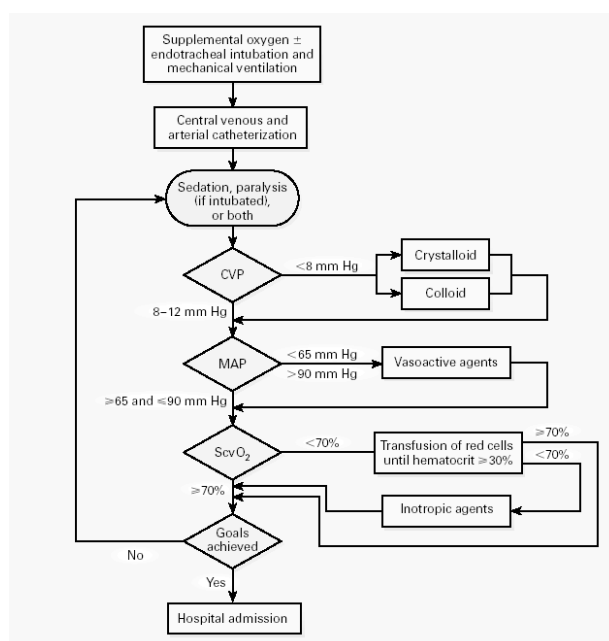 Supplemental oxygen ±
endotracheal intubation and
mechanical ventilation
Central venous and
arterial catheterization
Sedation, paralysis
(if intubated),
or both
CVP
<8 mm Hg
Crystalloid
Colloid
8–12 mm Hg
MAP
<65 mm Hg
>90 mm Hg
Vasoactive agents
≥65 and ≤90 mm Hg
ScvO₂
<70%
Transfusion of red cells
until hematocrit ≥30%
≥70%
<70%
≥70%
Inotropic agents
Goals
achieved
No
Yes
Hospital admission